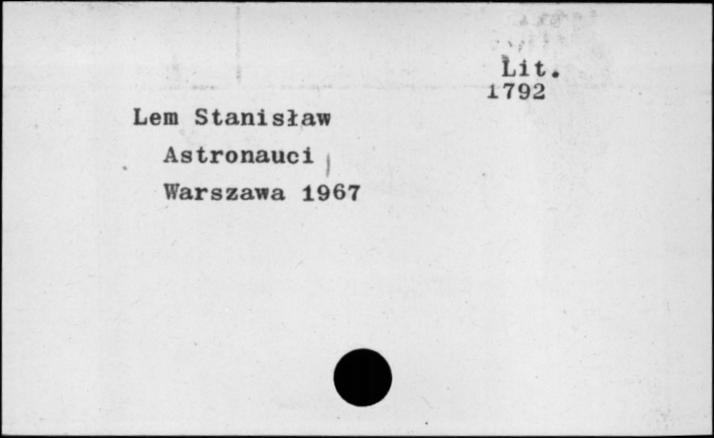 Lit.
1792
Lem Stanisław
Astronauci
Warszawa 1967